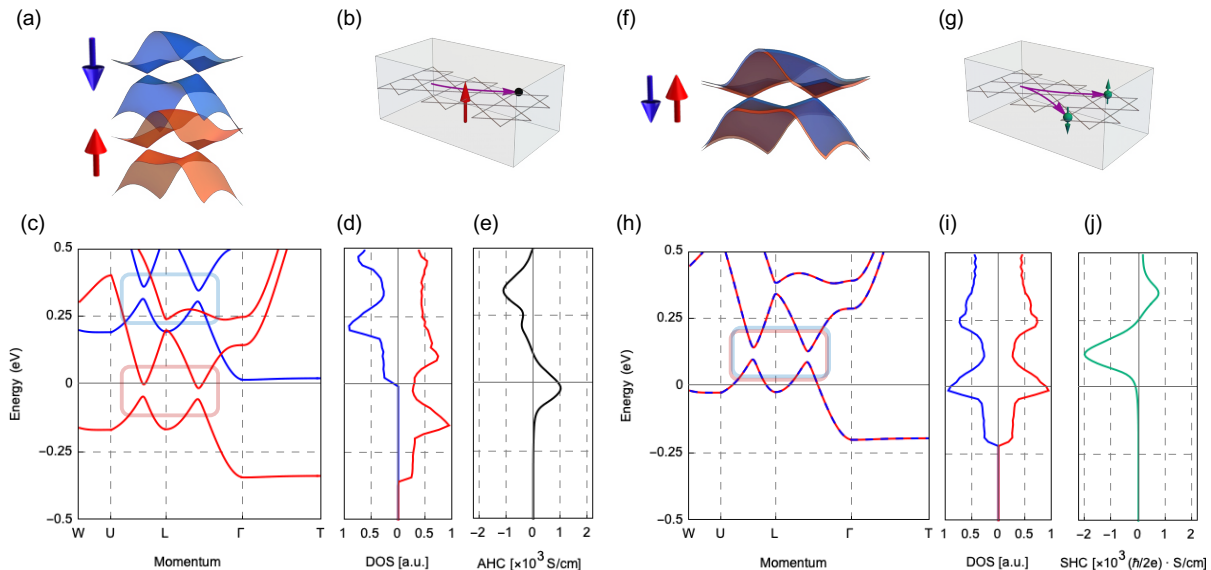 (a)
(b)
(f)
(g)
(c)
(d)
(e)
(h)
(i)
(j)
0.5
0.25
0
−0.25
−0.5
Energy (eV)
W U L Γ T
Momentum
1 0.5 0 0.5 1
DOS [a.u.]
−2 −1 0 1 2
AHC [×10³ S/cm]
0.5
0.25
0
−0.25
−0.5
Energy (eV)
W U L Γ T
Momentum
1 0.5 0 0.5 1
DOS [a.u.]
−2 −1 0 1 2
SHC [×10³ (ℏ/2e) · S/cm]